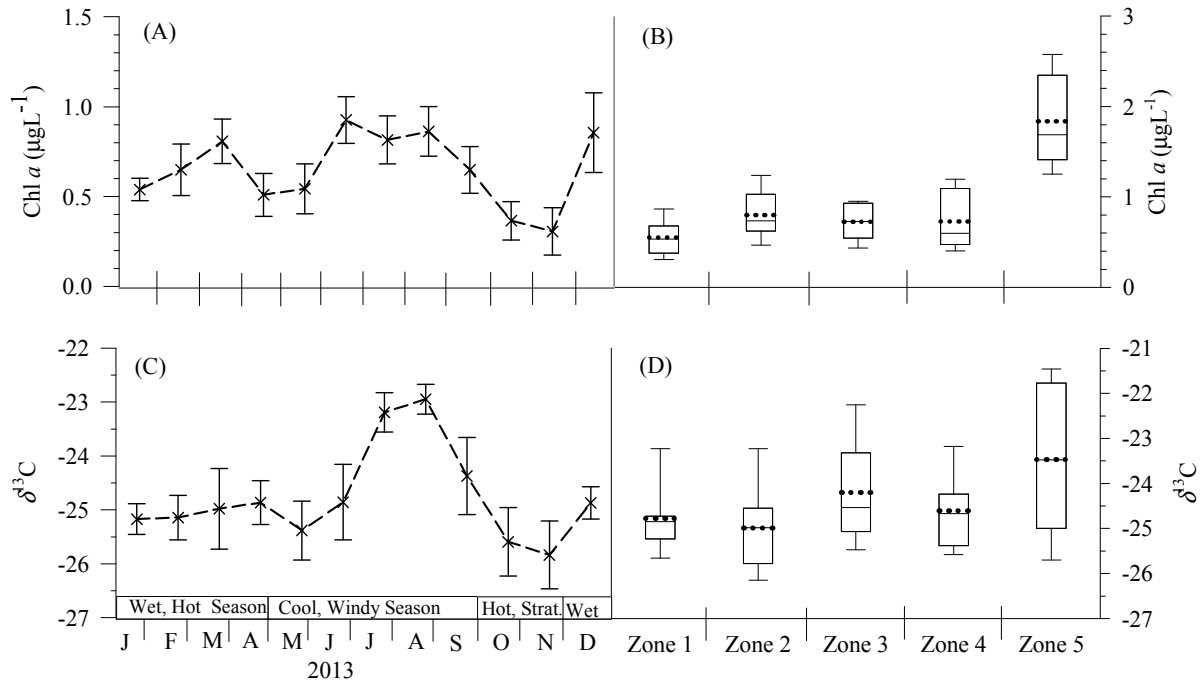 (A)
Chl a (μgL-1)
1.5
1.0
0.5
0.0
(B)
Chl a (μgL-1)
3
2
1
0
(C)
δ13C
-22
-23
-24
-25
-26
-27
Wet, Hot Season
Cool, Windy Season
Hot, Strat.
Wet
J F M A M J J A S O N D
2013
(D)
δ13C
-21
-22
-23
-24
-25
-26
-27
Zone 1 Zone 2 Zone 3 Zone 4 Zone 5